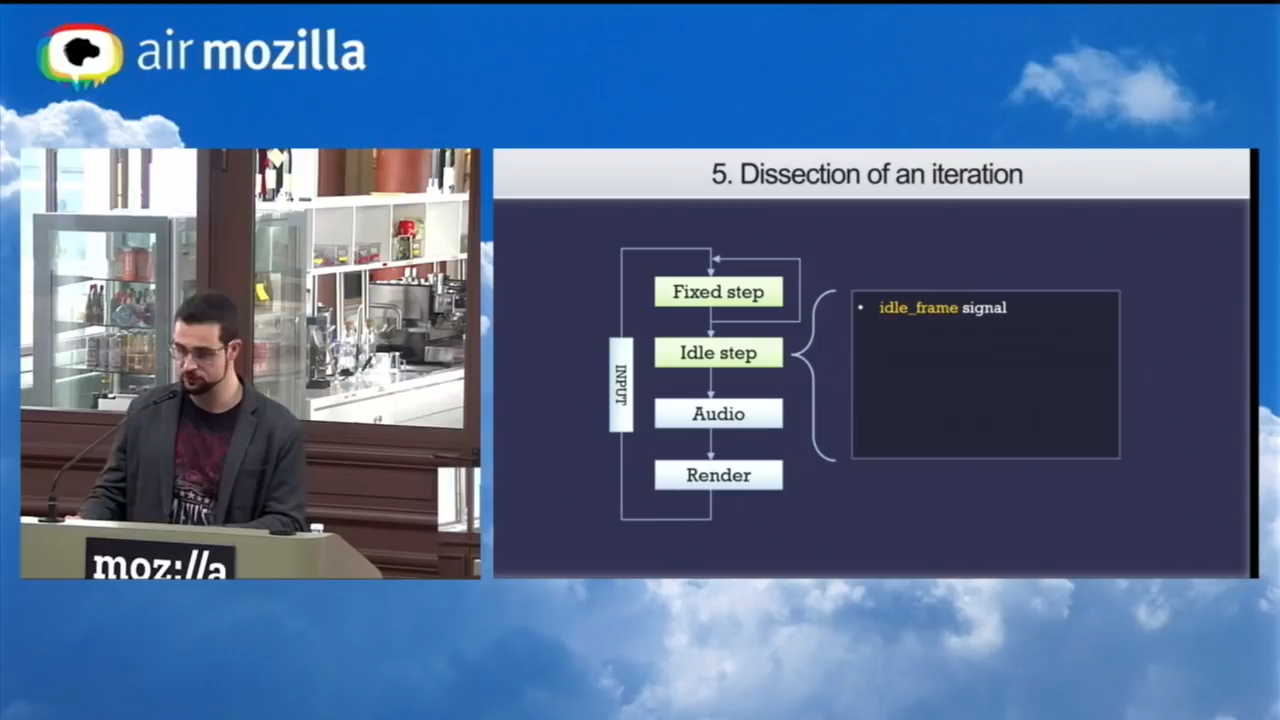 air mozilla
5. Dissection of an iteration
Fixed step
idle_frame signal
Idle step
INPUT
Audio
Render
moz://a